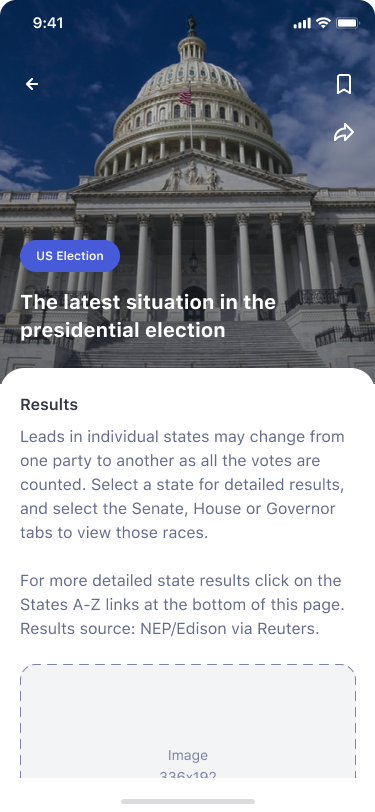 9:41
US Election
The latest situation in the
presidential election
Results
Leads in individual states may change from
one party to another as all the votes are
counted. Select a state for detailed results,
and select the Senate, House or Governor
tabs to view those races.
For more detailed state results click on the
States A-Z links at the bottom of this page.
Results source: NEP/Edison via Reuters.
Image
336x192